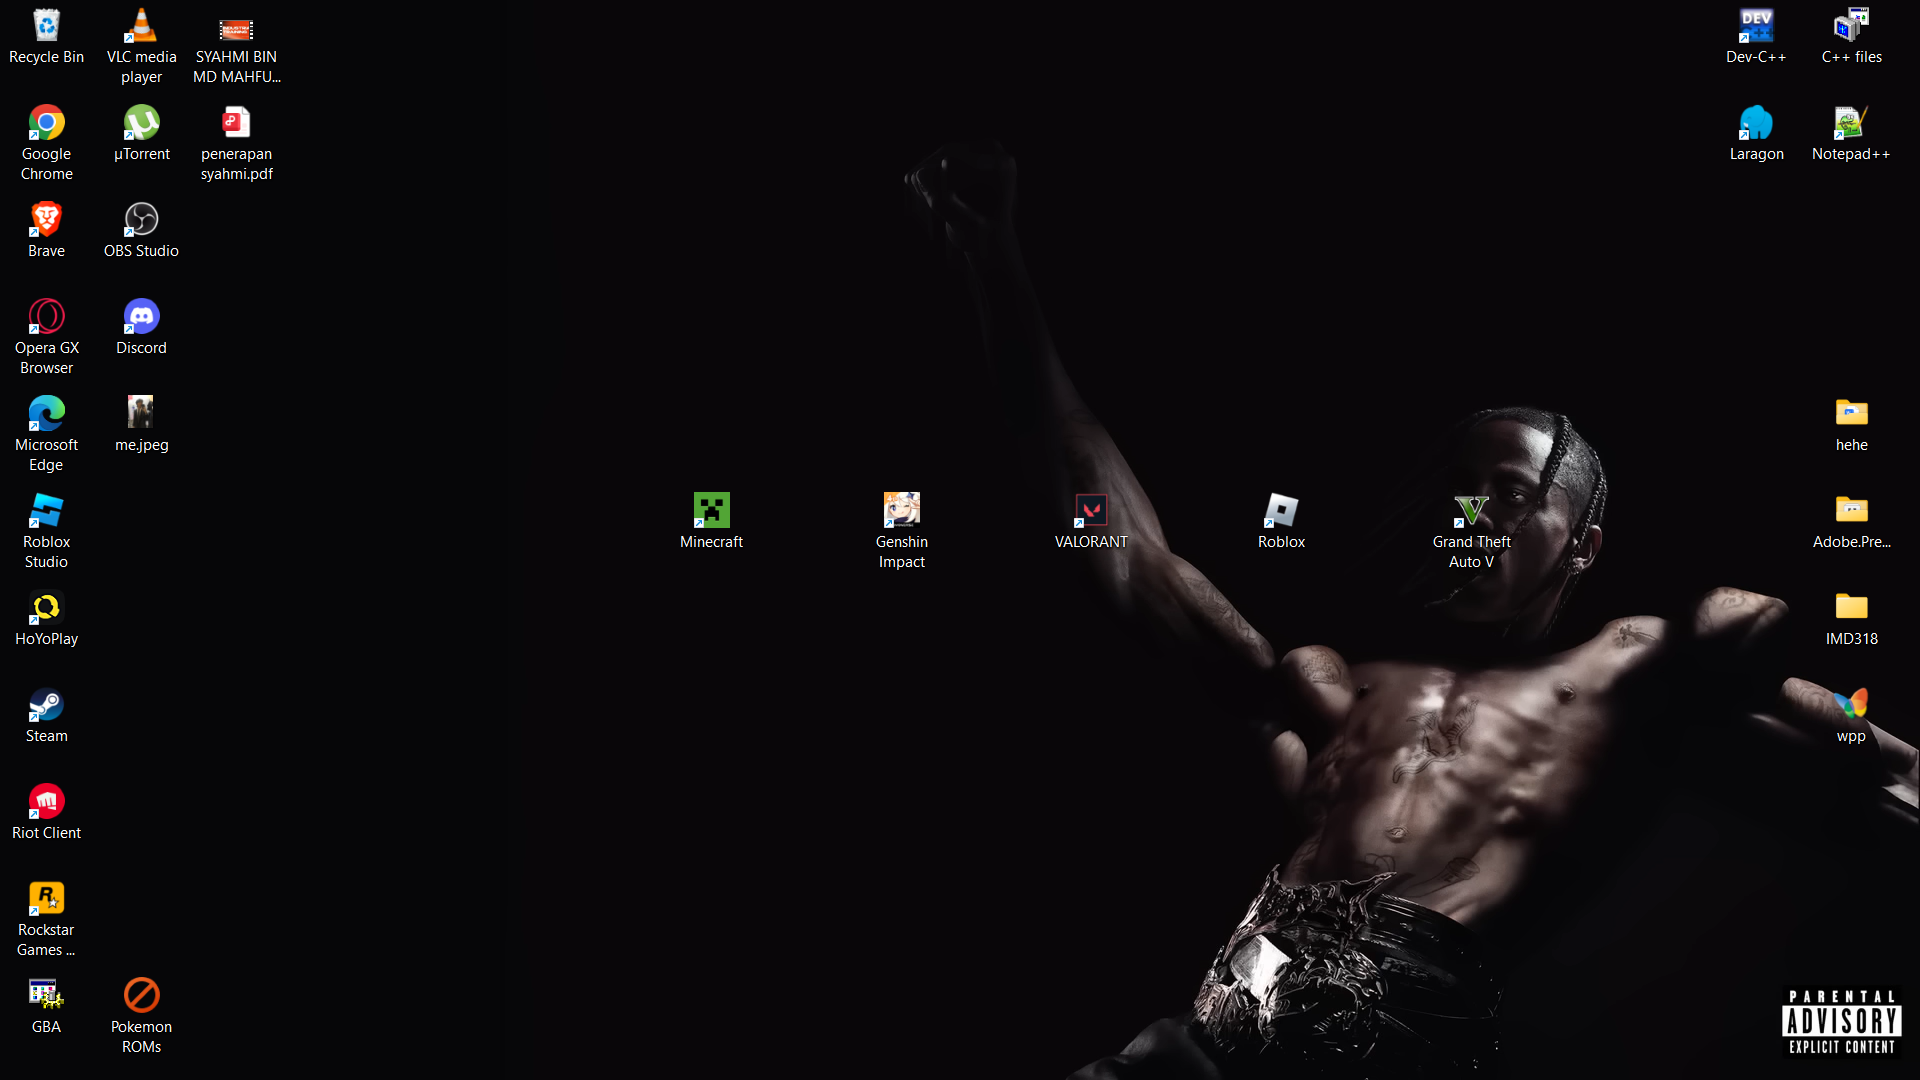 Recycle Bin
VLC media
player
SYAHMI BIN
MD MAHFU...
DEV
C++
Dev-C++
C++ files
Google
Chrome
µTorrent
penerapan
syahmi.pdf
Laragon
Notepad++
Brave
OBS Studio
Opera GX
Browser
Discord
Microsoft
Edge
me.jpeg
hehe
Roblox
Studio
Minecraft
Genshin
Impact
VALORANT
Roblox
Grand Theft
Auto V
Adobe.Pre...
HoYoPlay
IMD318
Steam
wpp
Riot Client
Rockstar
Games ...
GBA
Pokemon
ROMs
PARENTAL
ADVISORY
EXPLICIT CONTENT